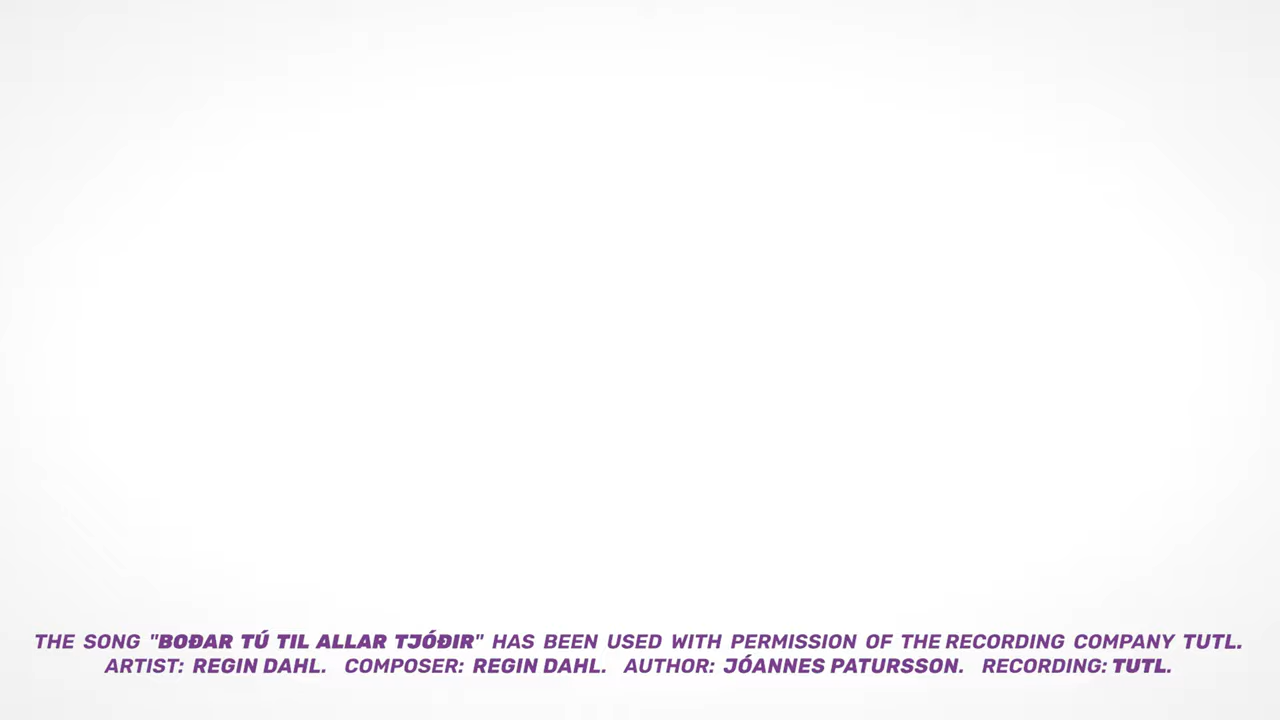 THE SONG "BOÐAR TÚ TIL ALLAR TJÓÐIR" HAS BEEN USED WITH PERMISSION OF THE RECORDING COMPANY TUTL.
ARTIST: REGIN DAHL. COMPOSER: REGIN DAHL. AUTHOR: JÓANNES PATURSSON. RECORDING: TUTL.